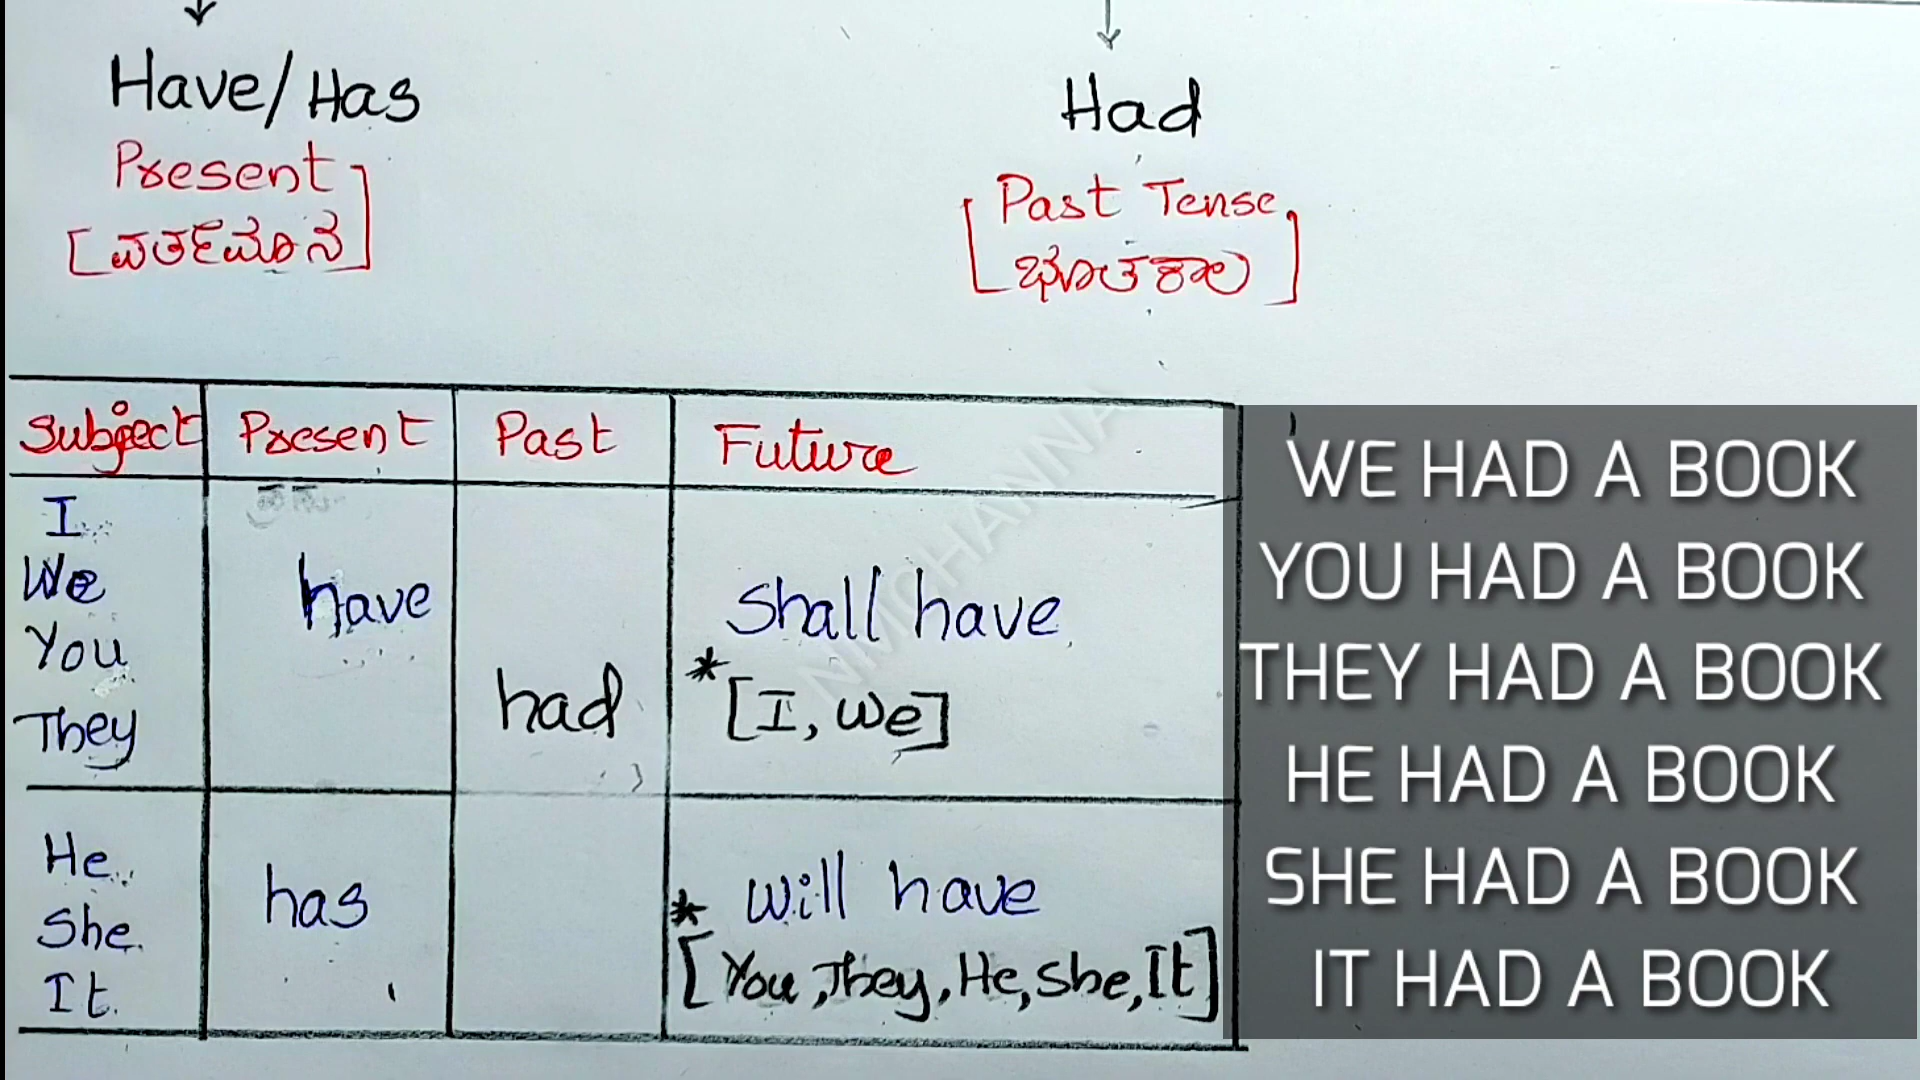 Have/Has
Present
[ವರ್ತಮಾನ]
Had
[Past Tense
ಭೂತಕಾಲ]
Subject Present Past Future
I
We
You
They
have
had
Shall have
*[I, We]
He
She
It
has
* Will have
[You, They, He, She, It]
NIMCHANNA
WE HAD A BOOK
YOU HAD A BOOK
THEY HAD A BOOK
HE HAD A BOOK
SHE HAD A BOOK
IT HAD A BOOK